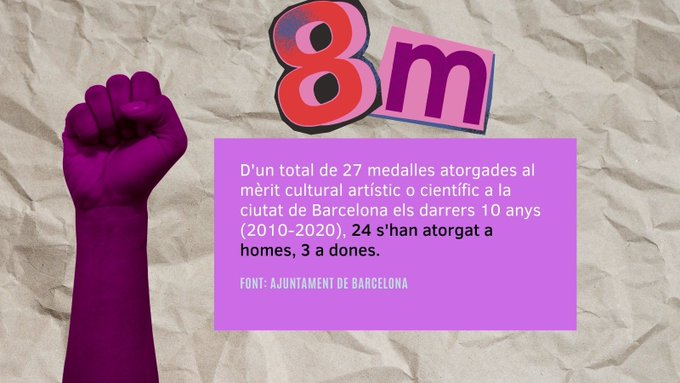 8m
D'un total de 27 medalles atorgades al
mèrit cultural artístic o científic a la
ciutat de Barcelona els darrers 10 anys
(2010-2020), 24 s'han atorgat a
homes, 3 a dones.
FONT: AJUNTAMENT DE BARCELONA